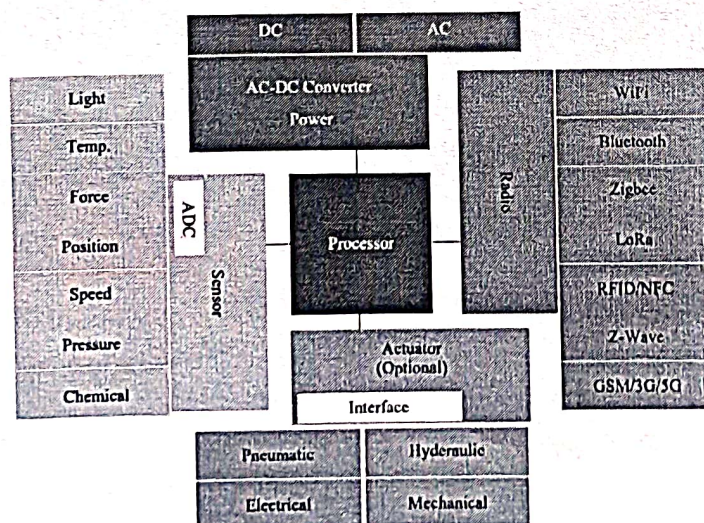 DC
AC
AC-DC Converter
Power
Light
Temp.
Force
Position
Speed
Pressure
Chemical
ADC
Sensor
Processor
Radio
WiFi
Bluetooth
Zigbee
LoRa
RFID/NFC
Z-Wave
GSM/3G/5G
Actuator
(Optional)
Interface
Pneumatic
Hydernulic
Electrical
Mechanical